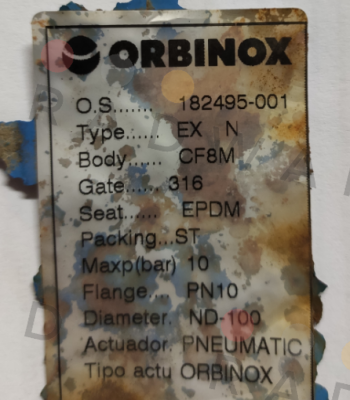 ORBINOX
O.S....... 182495-001
Type...... EX N
Body...... CF8M
Gate...... 316
Seat...... EPDM
Packing...ST
Maxp(bar) 10
Flange... PN10
Diameter. ND-100
Actuador. PNEUMATIC
Tipo actu ORBINOX